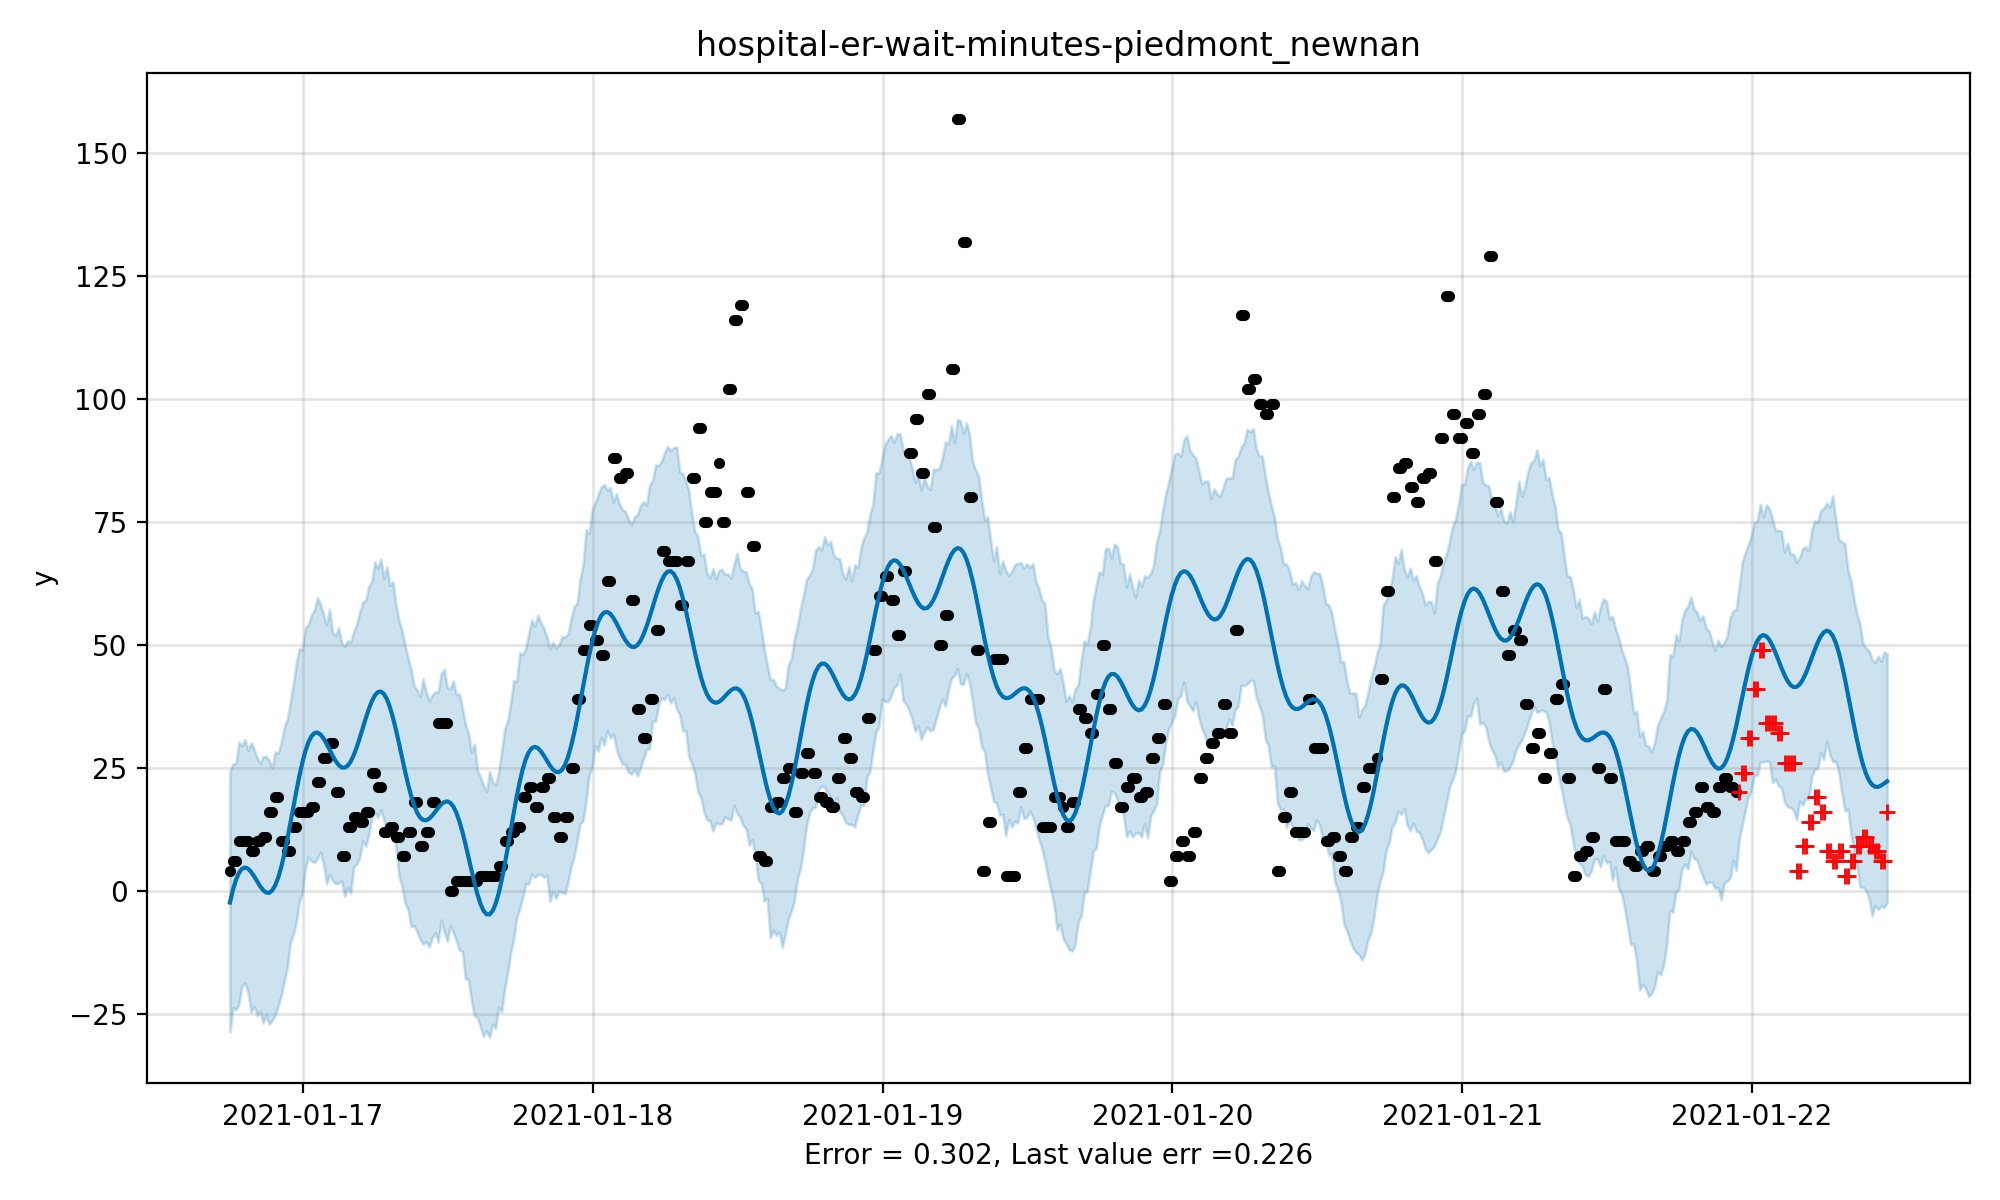 hospital-er-wait-minutes-piedmont_newnan
y
150
125
100
75
50
25
0
−25
2021-01-17 2021-01-18 2021-01-19 2021-01-20 2021-01-21 2021-01-22
Error = 0.302, Last value err =0.226